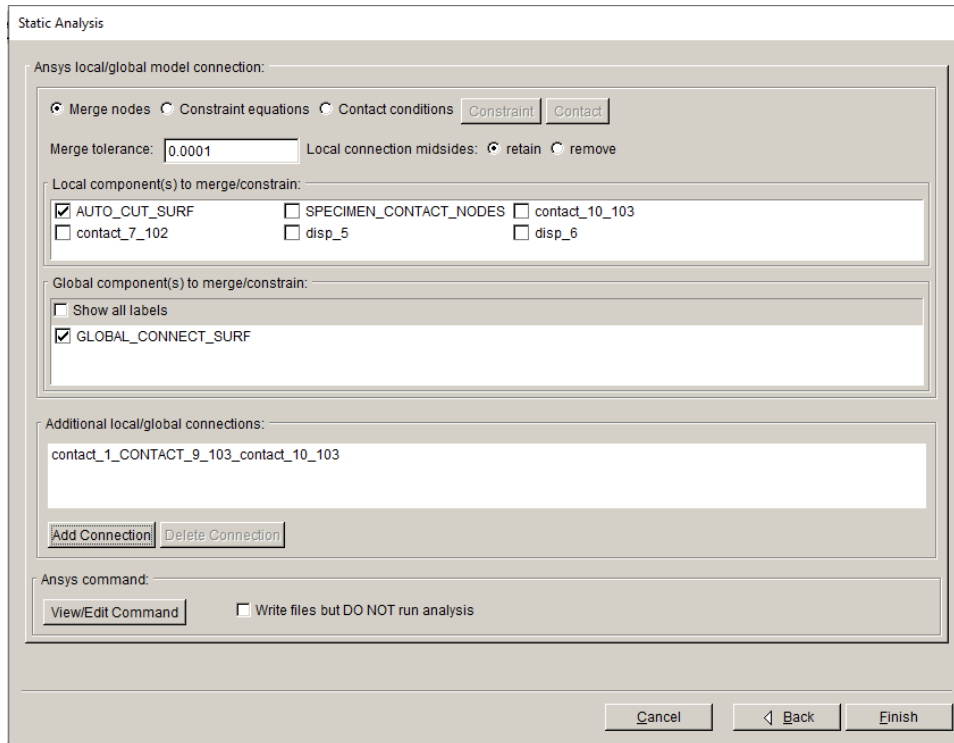 Static Analysis
Ansys local/global model connection:
Merge nodes Constraint equations Contact conditions Constraint Contact
Merge tolerance: 0.0001 Local connection midsides: retain remove
Local component(s) to merge/constrain:
AUTO_CUT_SURF SPECIMEN_CONTACT_NODES contact_10_103
contact_7_102 disp_5 disp_6
Global component(s) to merge/constrain:
Show all labels
GLOBAL_CONNECT_SURF
Additional local/global connections:
contact_1_CONTACT_9_103_contact_10_103
Add Connection Delete Connection
Ansys command:
View/Edit Command Write files but DO NOT run analysis
Cancel Back Finish